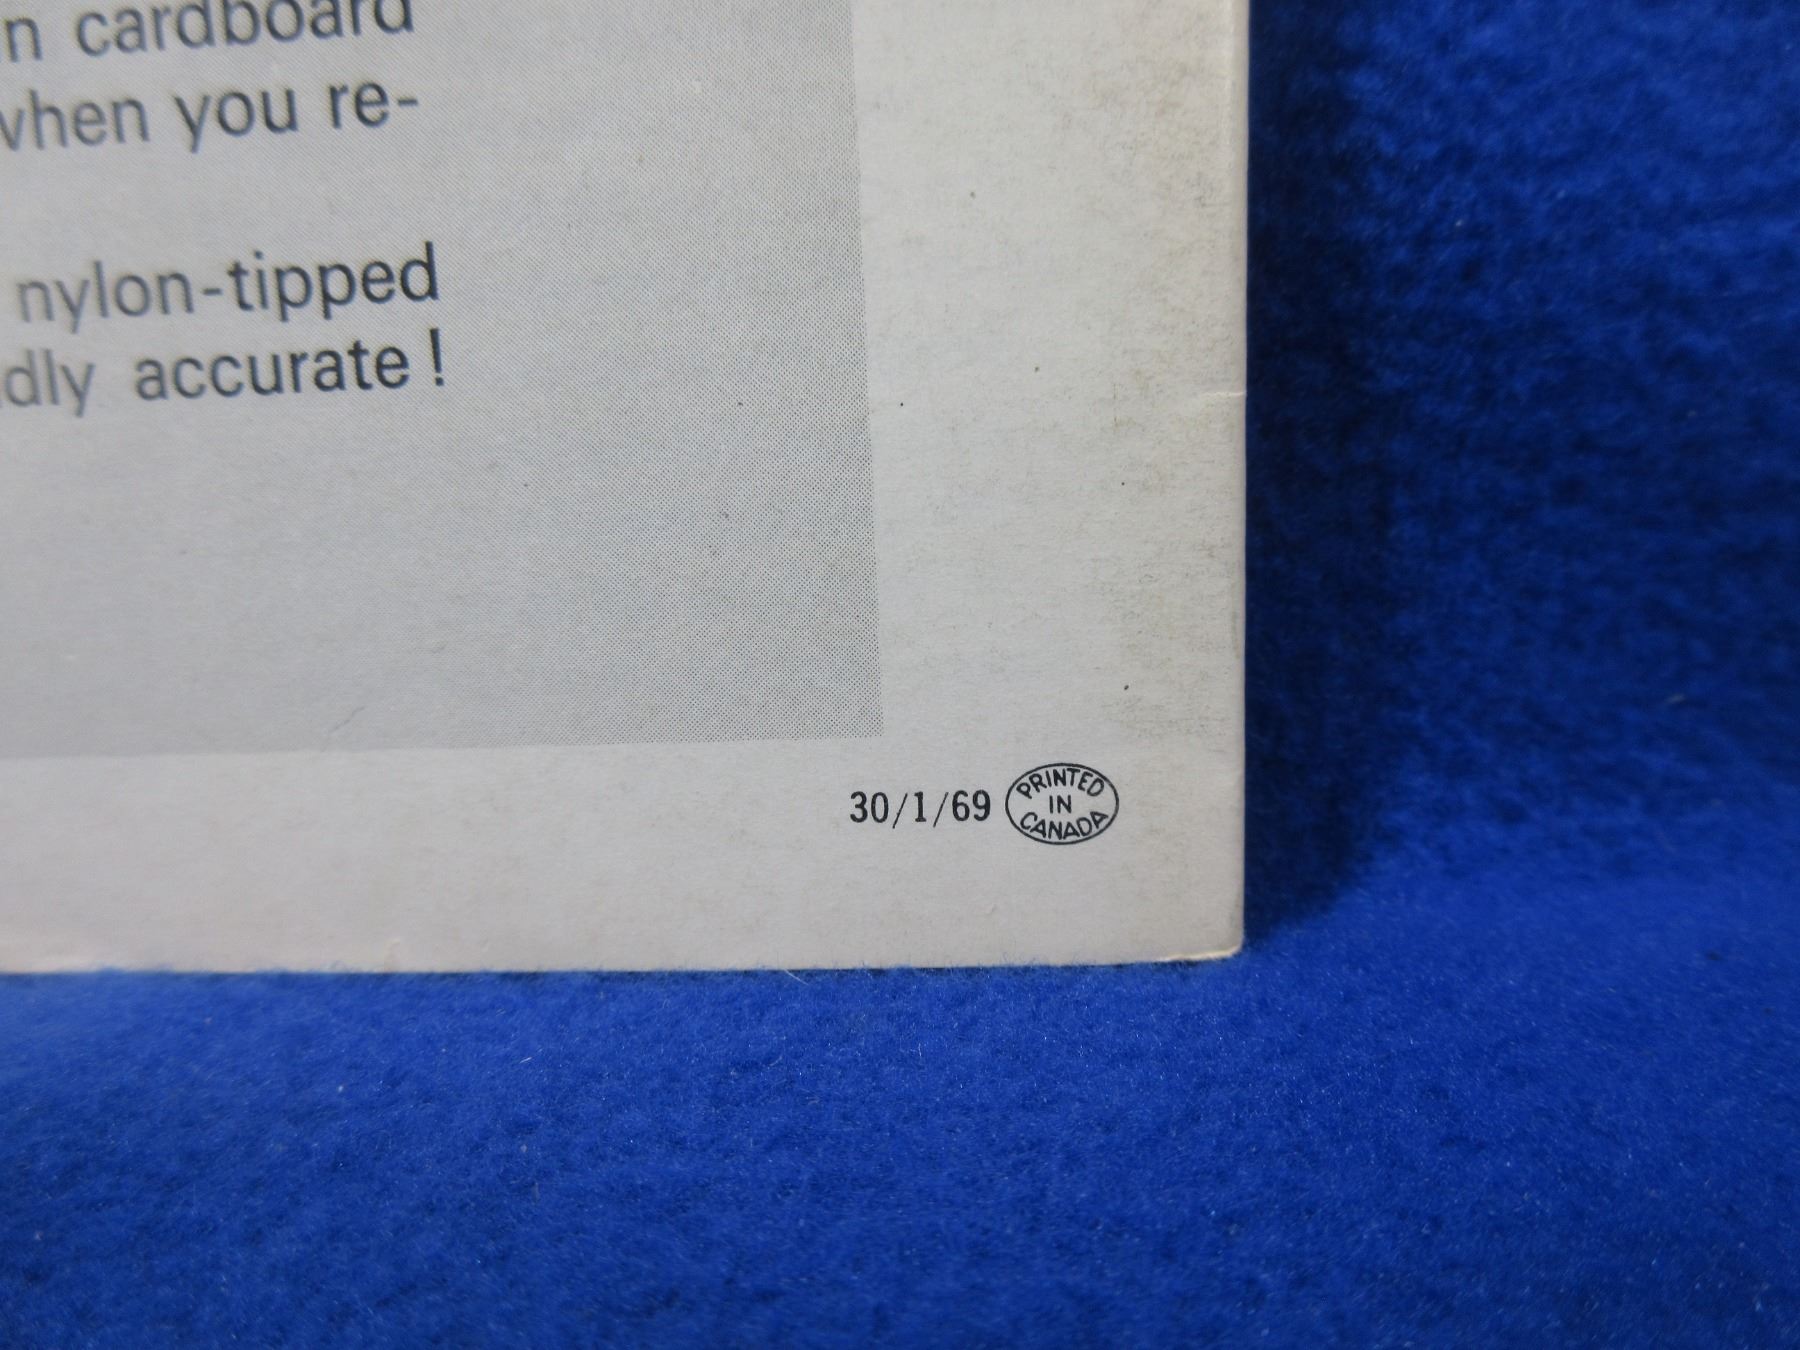 n cardboard
when you re-
nylon-tipped
dly accurate!
30/1/69 PRINTED
IN
CANADA